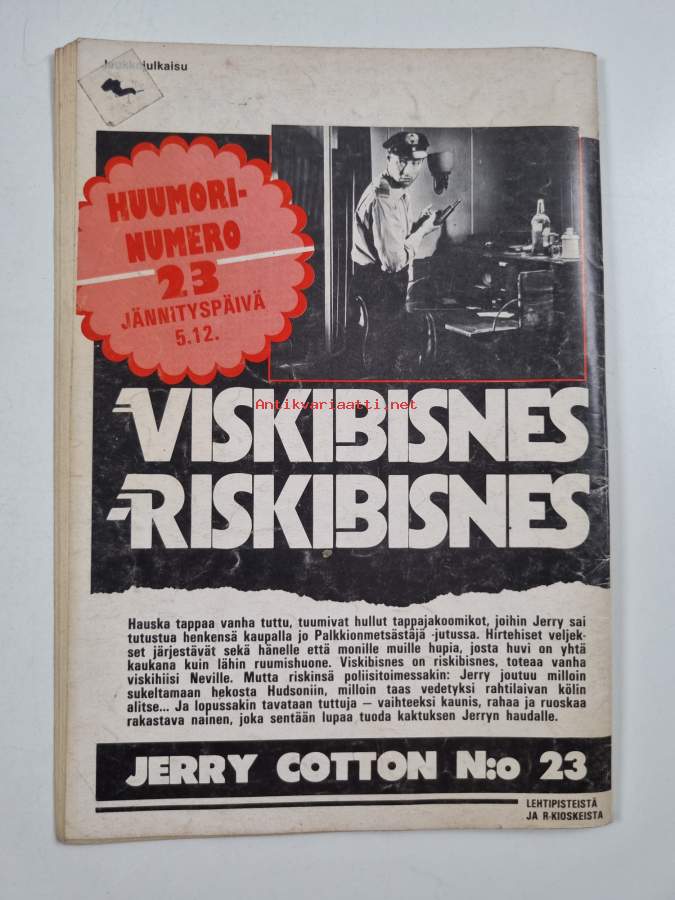 Joukkojulkaisu
HUUMORI-
NUMERO
23
JÄNNITYSPÄIVÄ
5.12.
Antikvariaatti.net
VISKIBISNES
RISKIBISNES
Hauska tappaa vanha tuttu, tuumivat hullut tappajakoomikot, joihin Jerry sai
tutustua henkensä kaupalla jo Palkkionmetsästäjä -jutussa. Hirtehiset veljek-
set järjestävät sekä hänelle että monille muille hupia, josta huvi on yhtä
kaukana kuin lähin ruumishuone. Viskibisnes on riskibisnes, toteaa vanha
viskihiisi Neville. Mutta riskinsä poliisitoimessakin: Jerry joutuu milloin
sukeltamaan hekosta Hudsoniin, milloin taas vedetyksi rahtilaivan kölin
alitse... Ja lopussakin tavataan tuttuja — vaihteeksi kaunis, rahaa ja ruoskaa
rakastava nainen, joka sentään lupaa tuoda kaktuksen Jerryn haudalle.
JERRY COTTON N:o 23
LEHTIPISTEISTÄ
JA R-KIOSKEISTA